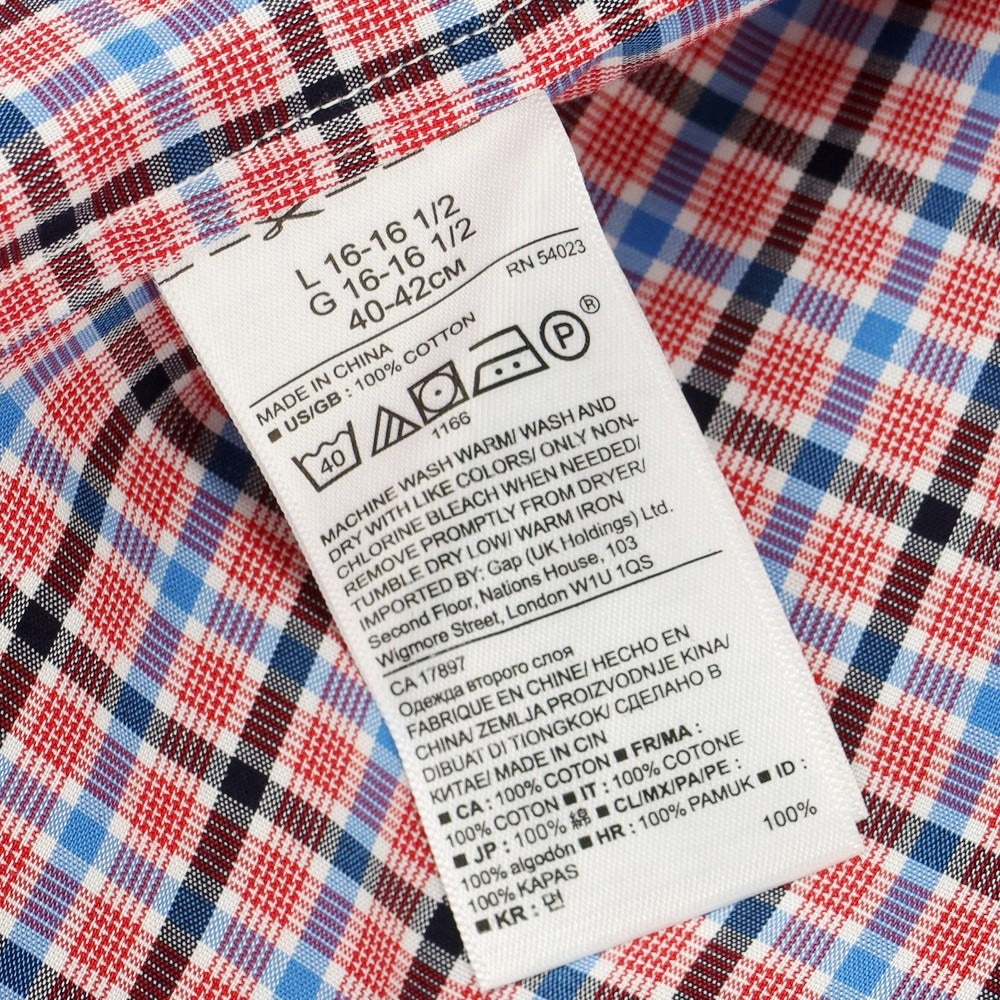 L 16-16 1/2
G 16-16 1/2
40-42CM
RN 54023
MADE IN CHINA
■ US/GB : 100% COTTON
40
1166
P ®
MACHINE WASH WARM/ WASH AND
DRY WITH LIKE COLORS/ ONLY NON-
CHLORINE BLEACH WHEN NEEDED/
REMOVE PROMPTLY FROM DRYER/
TUMBLE DRY LOW/ WARM IRON
IMPORTED BY: Gap (UK Holdings) Ltd.
Second Floor, Nations House, 103
Wigmore Street, London W1U 1QS
CA 17897
Одежда второго слоя
FABRIQUE EN CHINE/ HECHO EN
CHINA/ ZEMLJA PROIZVODNJE KINA/
DIBUAT DI TIONGKOK/ СДЕЛАНО В
КИТАЕ/ MADE IN CIN
■ CA : 100% COTON ■ FR/MA :
100% COTON ■ IT : 100% COTONE
■ JP : 100% 綿 ■ CL/MX/PA/PE :
100% algodón ■ HR : 100% PAMUK ■ ID :
100% KAPAS
■ KR : 면
100%